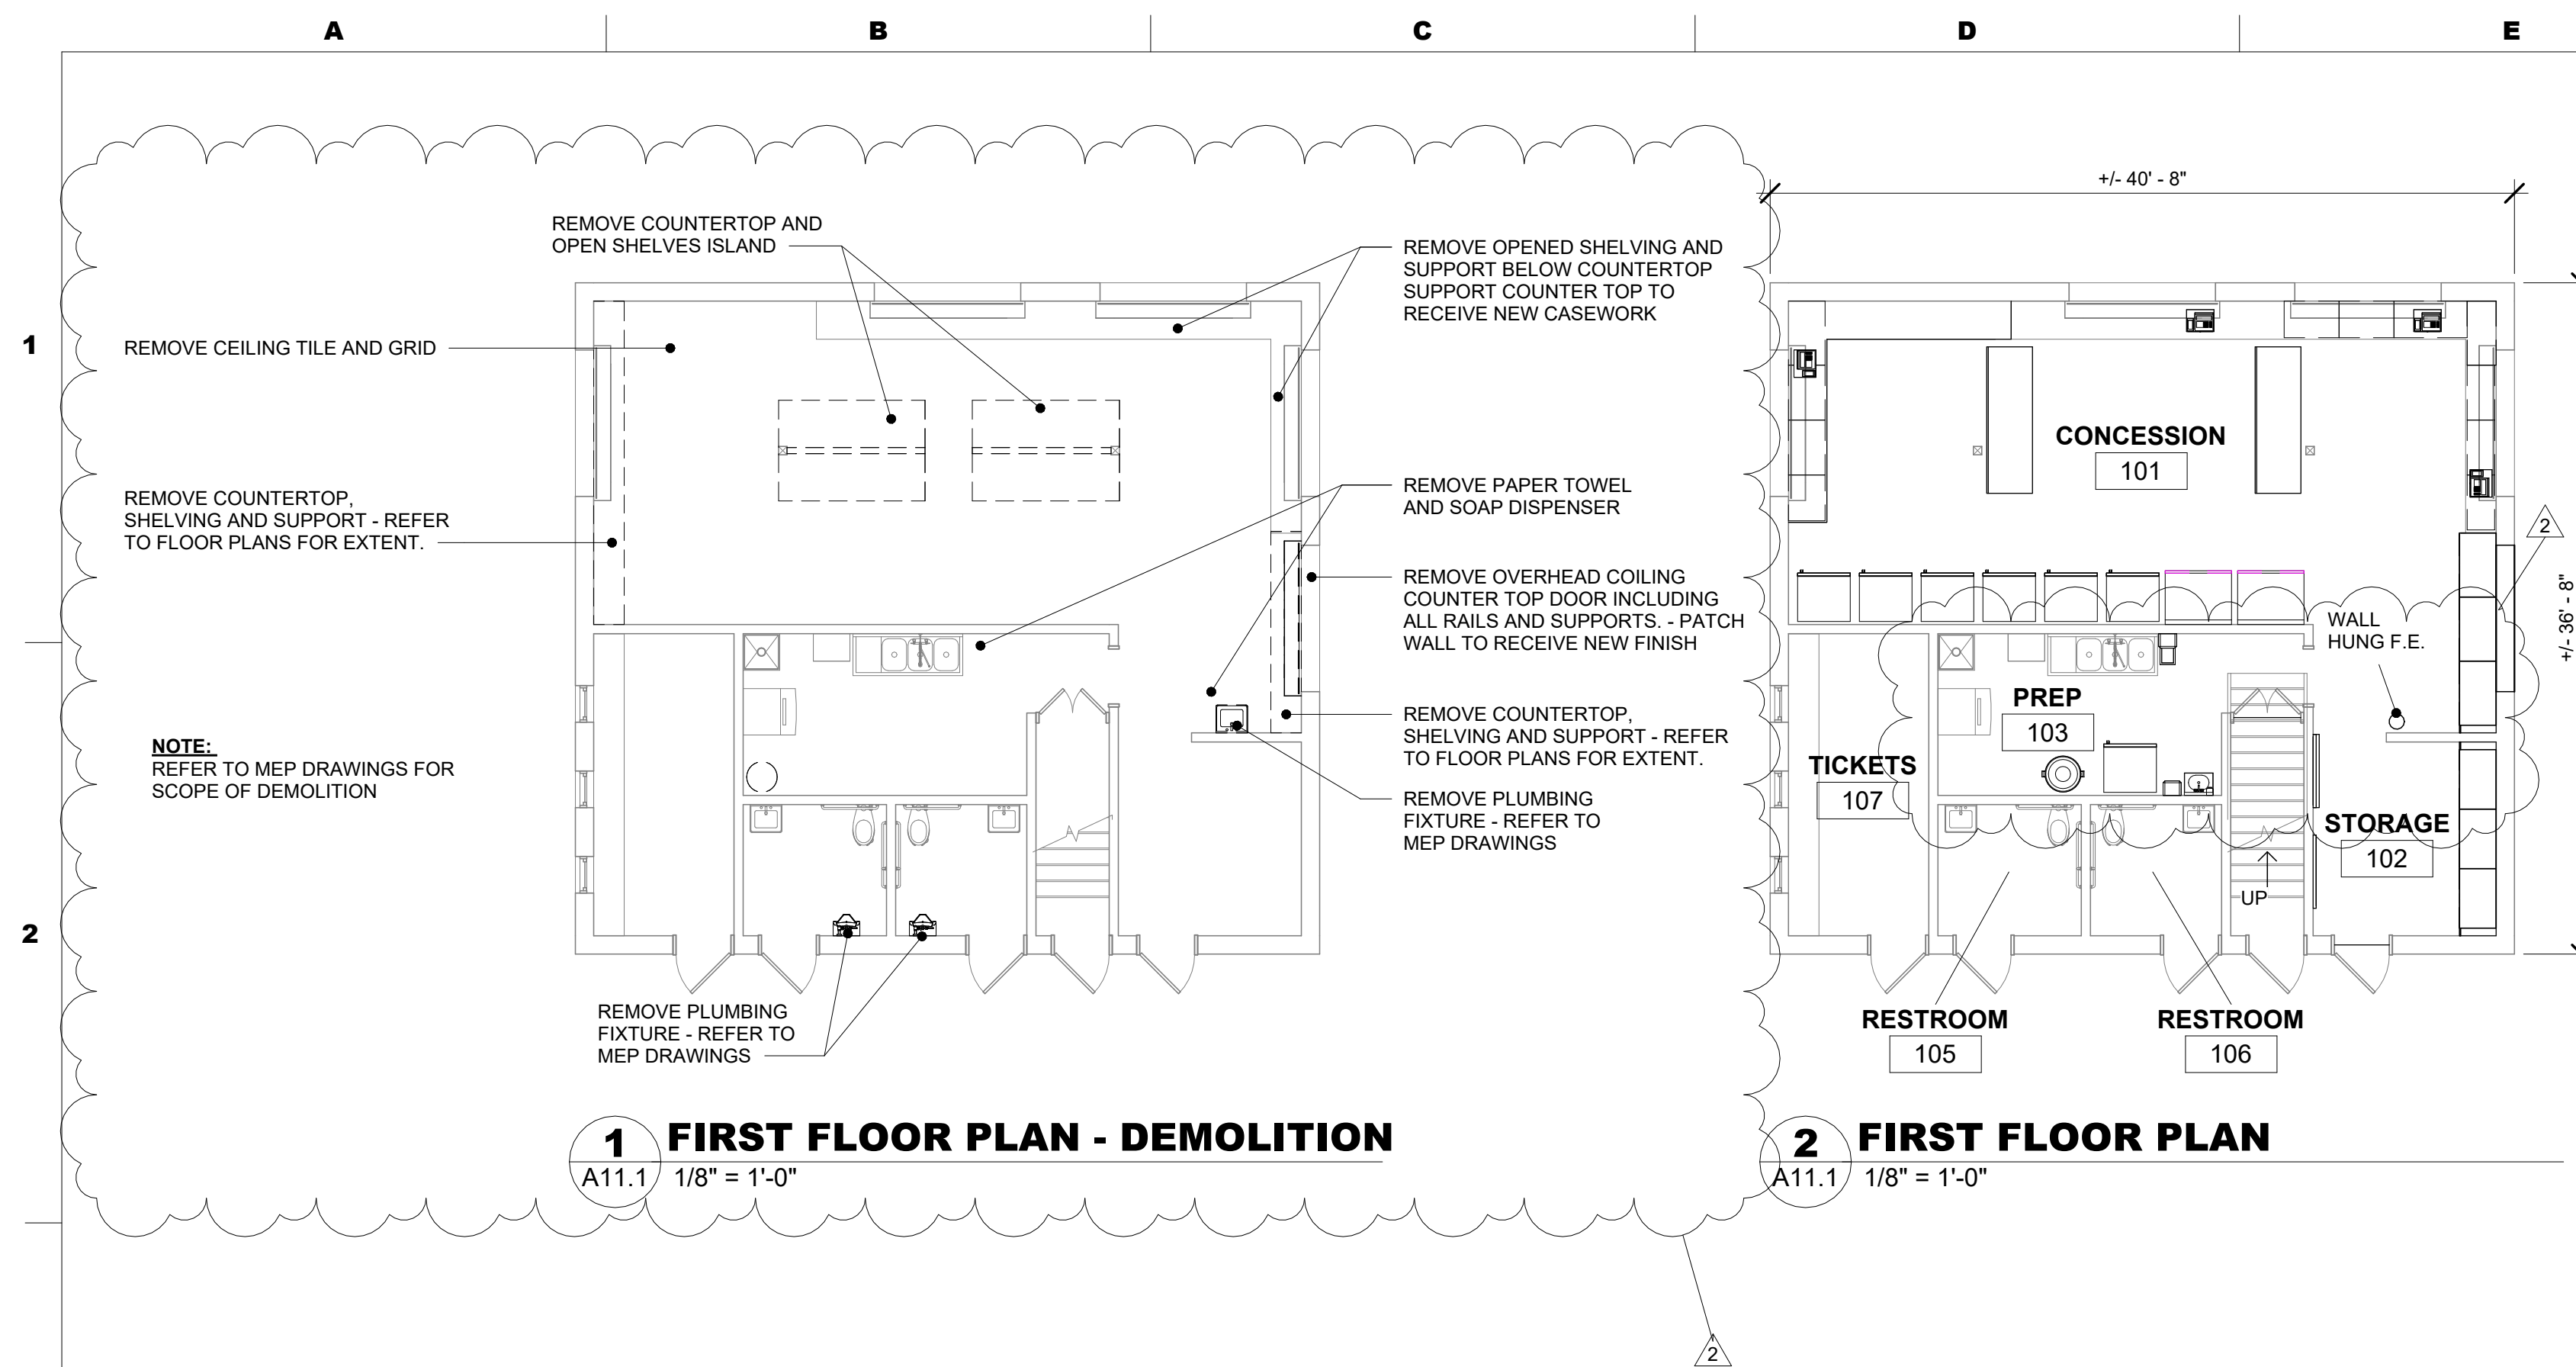 A
B
C
D
E
1
2
REMOVE COUNTERTOP AND
OPEN SHELVES ISLAND
REMOVE CEILING TILE AND GRID
REMOVE COUNTERTOP,
SHELVING AND SUPPORT - REFER
TO FLOOR PLANS FOR EXTENT.
NOTE:
REFER TO MEP DRAWINGS FOR
SCOPE OF DEMOLITION
REMOVE OPENED SHELVING AND
SUPPORT BELOW COUNTERTOP
SUPPORT COUNTER TOP TO
RECEIVE NEW CASEWORK
REMOVE PAPER TOWEL
AND SOAP DISPENSER
REMOVE OVERHEAD COILING
COUNTER TOP DOOR INCLUDING
ALL RAILS AND SUPPORTS. - PATCH
WALL TO RECEIVE NEW FINISH
REMOVE COUNTERTOP,
SHELVING AND SUPPORT - REFER
TO FLOOR PLANS FOR EXTENT.
REMOVE PLUMBING
FIXTURE - REFER TO
MEP DRAWINGS
REMOVE PLUMBING
FIXTURE - REFER TO
MEP DRAWINGS
1
A11.1
FIRST FLOOR PLAN - DEMOLITION
1/8" = 1'-0"
2
+/- 40' - 8"
CONCESSION
101
2
+/- 36' - 8"
WALL
HUNG F.E.
PREP
103
TICKETS
107
STORAGE
102
UP
RESTROOM
105
RESTROOM
106
2
A11.1
FIRST FLOOR PLAN
1/8" = 1'-0"